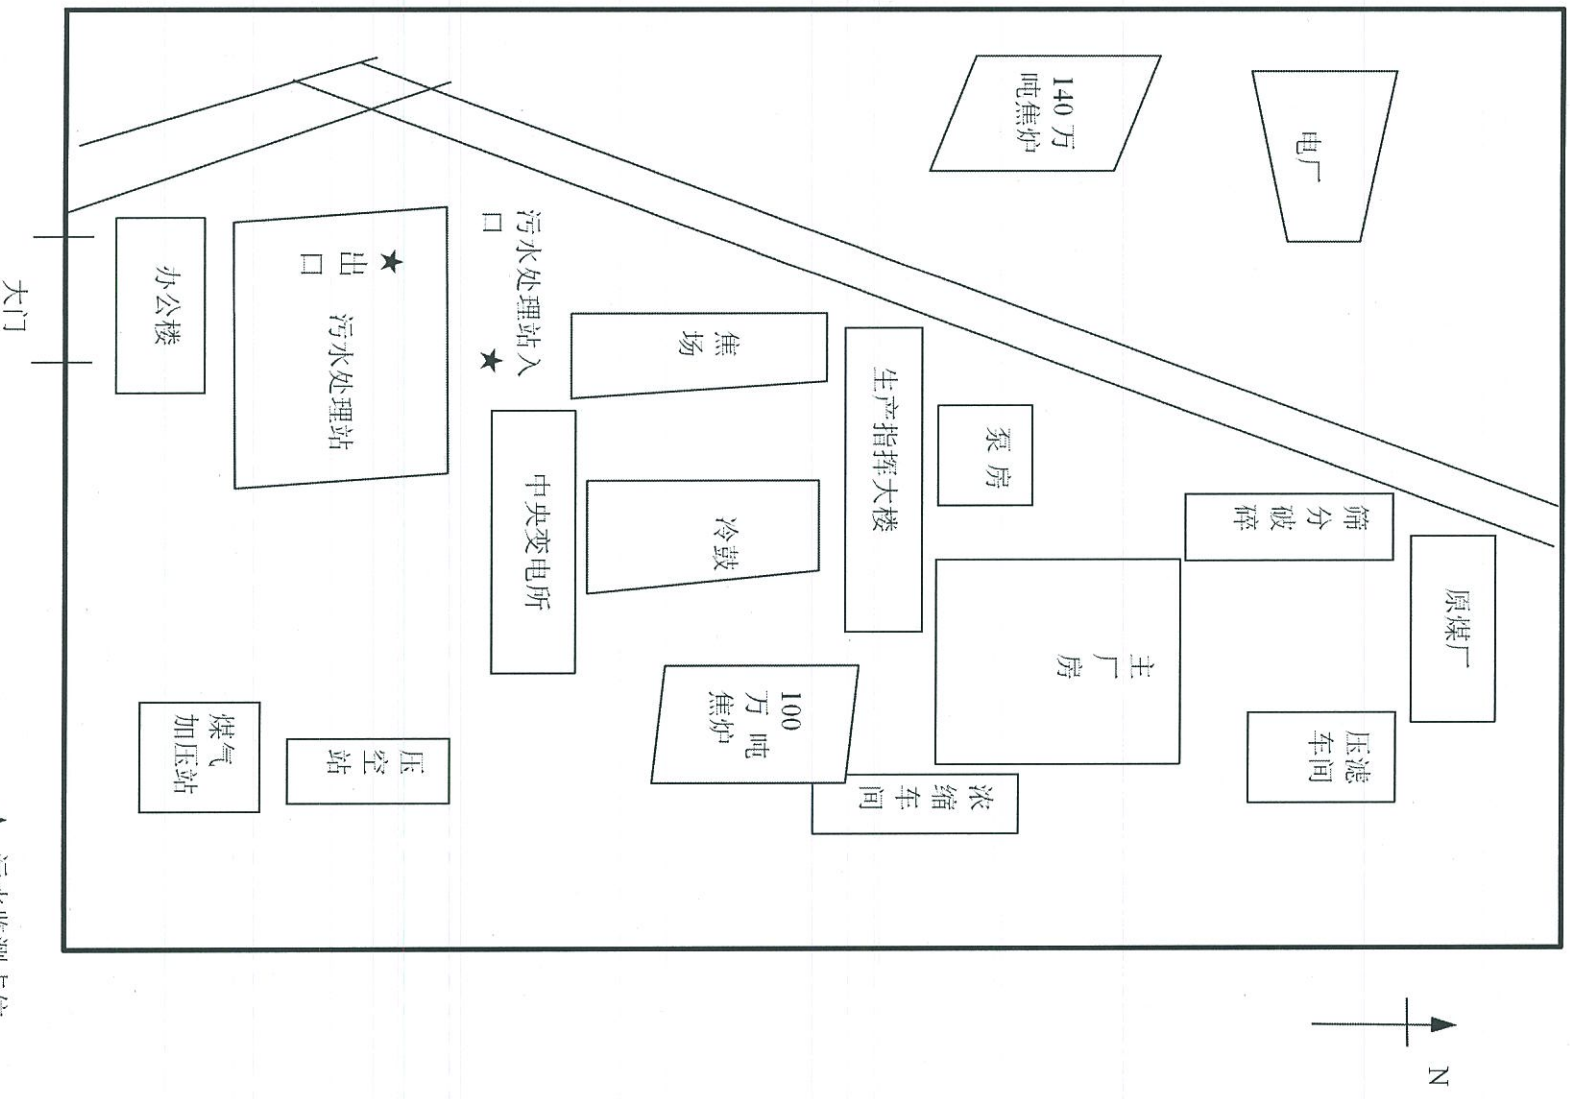 N
原煤厂
电厂
筛
分
破
碎
压滤
车间
140 万
吨焦炉
主
厂
房
泵 房
浓
缩
车
间
生产指挥大楼
100
万 吨
焦炉
焦
场
冷鼓
污水处理站入
口
中央变电所
压
空
站
出
口
污水处理站
煤气
加压站
办公楼
大门